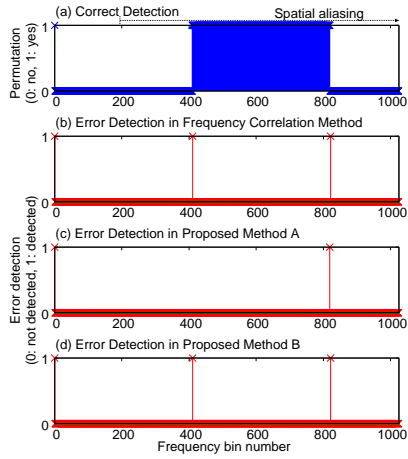 (a) Correct Detection
Spatial aliasing
Permutation
(0: no, 1: yes)
1
0
0 200 400 600 800 1000
(b) Error Detection in Frequency Correlation Method
1
0
0 200 400 600 800 1000
(c) Error Detection in Proposed Method A
Error detection
(0: not detected, 1: detected)
1
0
0 200 400 600 800 1000
(d) Error Detection in Proposed Method B
1
0
0 200 400 600 800 1000
Frequency bin number